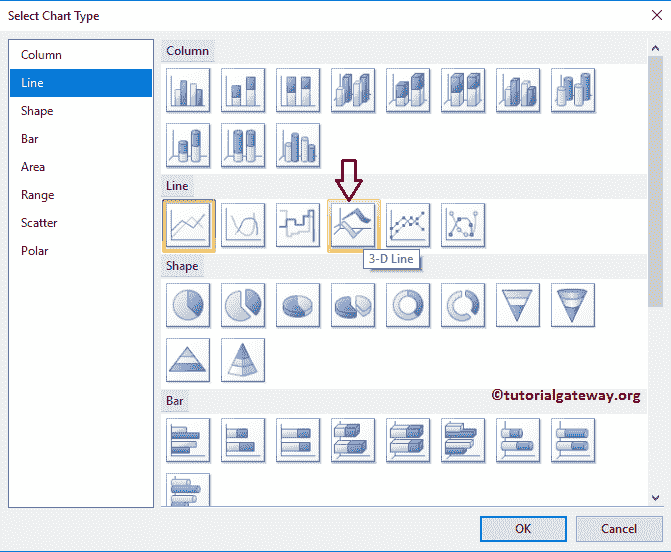 Select Chart Type
Column
Line
Shape
Bar
Area
Range
Scatter
Polar
Column
Line
3-D Line
Shape
©tutorialgateway.org
Bar
OK
Cancel